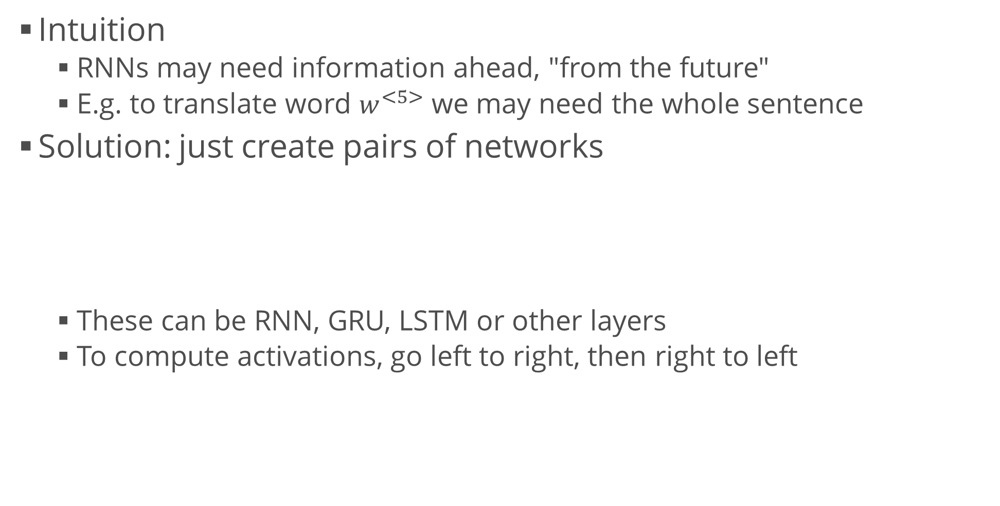 ▪ Intuition
▪ RNNs may need information ahead, "from the future"
▪ E.g. to translate word w^<5> we may need the whole sentence
▪ Solution: just create pairs of networks
▪ These can be RNN, GRU, LSTM or other layers
▪ To compute activations, go left to right, then right to left